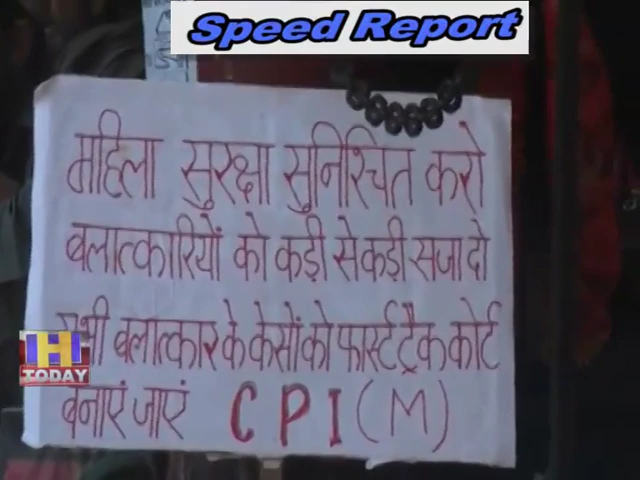 Speed Report
महिला सुरक्षा सुनिश्चित करो
बलात्कारियों को कड़ी से कड़ी सजा दो
बलात्कार के केसों को फास्ट ट्रैक कोर्ट
बनाएं जाएं CPI (M)
H
TODAY